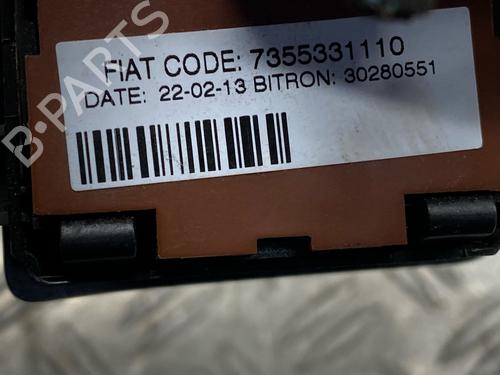 FIAT CODE: 7355331110
DATE: 22-02-13 BITRON: 30280551
B-PARTS